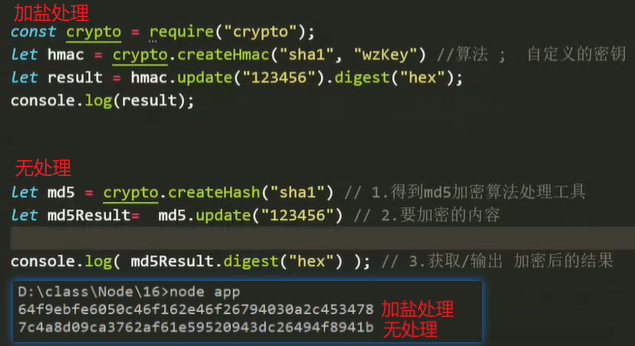 加盐处理
const crypto = require("crypto");
let hmac = crypto.createHmac("sha1", "wzKey") //算法 ; 自定义的密钥
let result = hmac.update("123456").digest("hex");
console.log(result);
无处理
let md5 = crypto.createHash("sha1") // 1.得到md5加密算法处理工具
let md5Result= md5.update("123456") // 2.要加密的内容
console.log( md5Result.digest("hex") ); // 3.获取/输出 加密后的结果
D:\class\Node\16>node app
64f9ebfe6050c46f162e46f26794030a2c453478 加盐处理
7c4a8d09ca3762af61e59520943dc26494f8941b 无处理